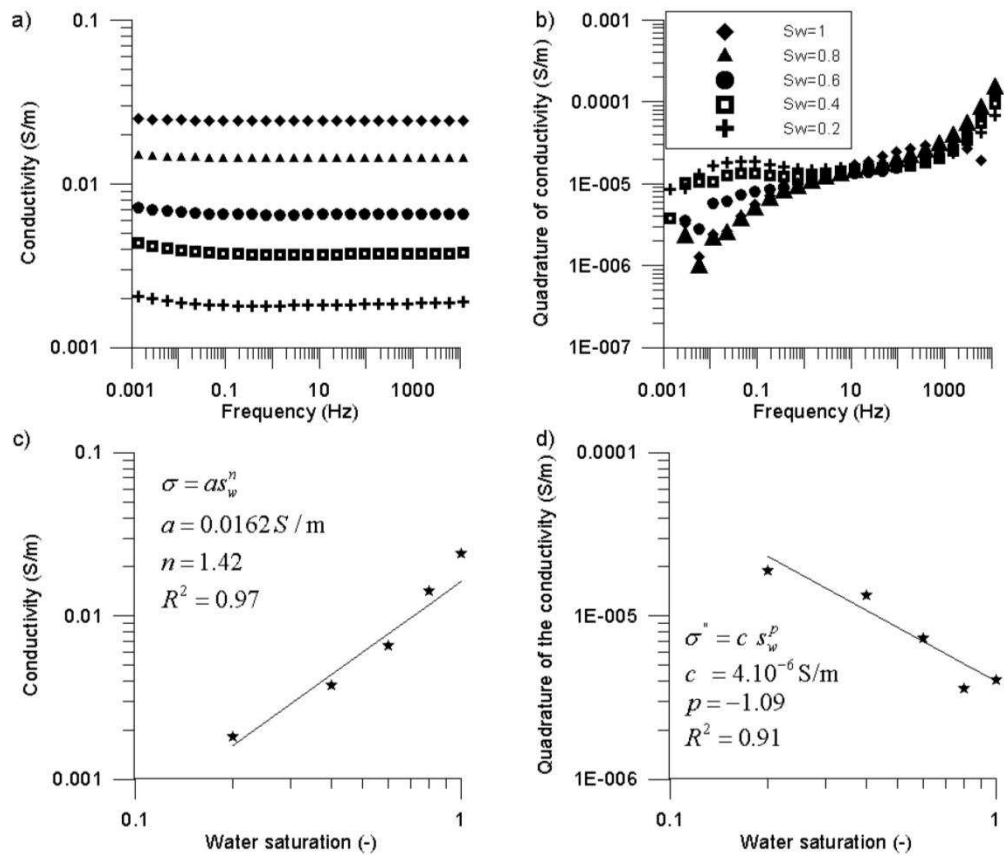 a)
0.1
0.01
0.001
Conductivity (S/m)
0.001 0.1 10 1000
Frequency (Hz)
b)
0.001
0.0001
1E-005
1E-006
1E-007
Quadrature of conductivity (S/m)
Sw=1
Sw=0.8
Sw=0.6
Sw=0.4
Sw=0.2
0.001 0.1 10 1000
Frequency (Hz)
c)
0.1
0.01
0.001
Conductivity (S/m)
σ = as_w^n
a = 0.0162 S / m
n = 1.42
R² = 0.97
0.1 1
Water saturation (-)
d)
0.0001
1E-005
1E-006
Quadrature of the conductivity (S/m)
σ" = c s_w^p
c = 4.10⁻⁶ S/m
p = −1.09
R² = 0.91
0.1 1
Water saturation (-)